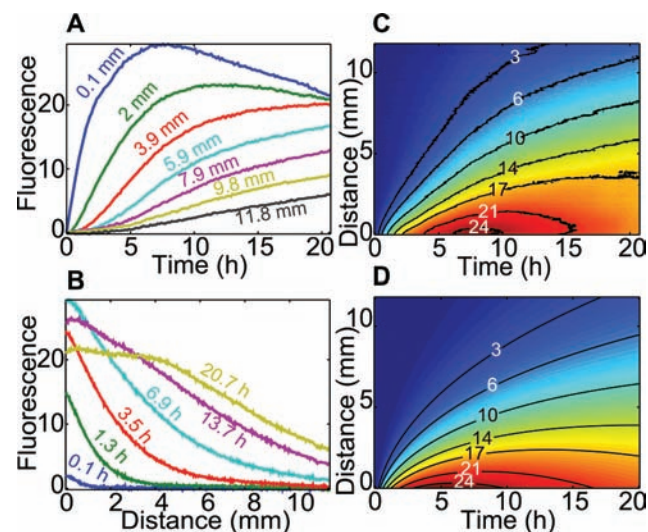 A
Fluorescence
30
20
10
0
0.1 mm
2 mm
3.9 mm
5.9 mm
7.9 mm
9.8 mm
11.8 mm
0 5 10 15 20
Time (h)
C
Distance (mm)
10
5
0
3
6
10
14
17
21
24
0 5 10 15 20
Time (h)
B
Fluorescence
20
10
0
0.1 h
1.3 h
3.5 h
6.9 h
13.7 h
20.7 h
0 2 4 6 8 10
Distance (mm)
D
Distance (mm)
10
5
0
3
6
10
14
17
21
24
0 5 10 15 20
Time (h)